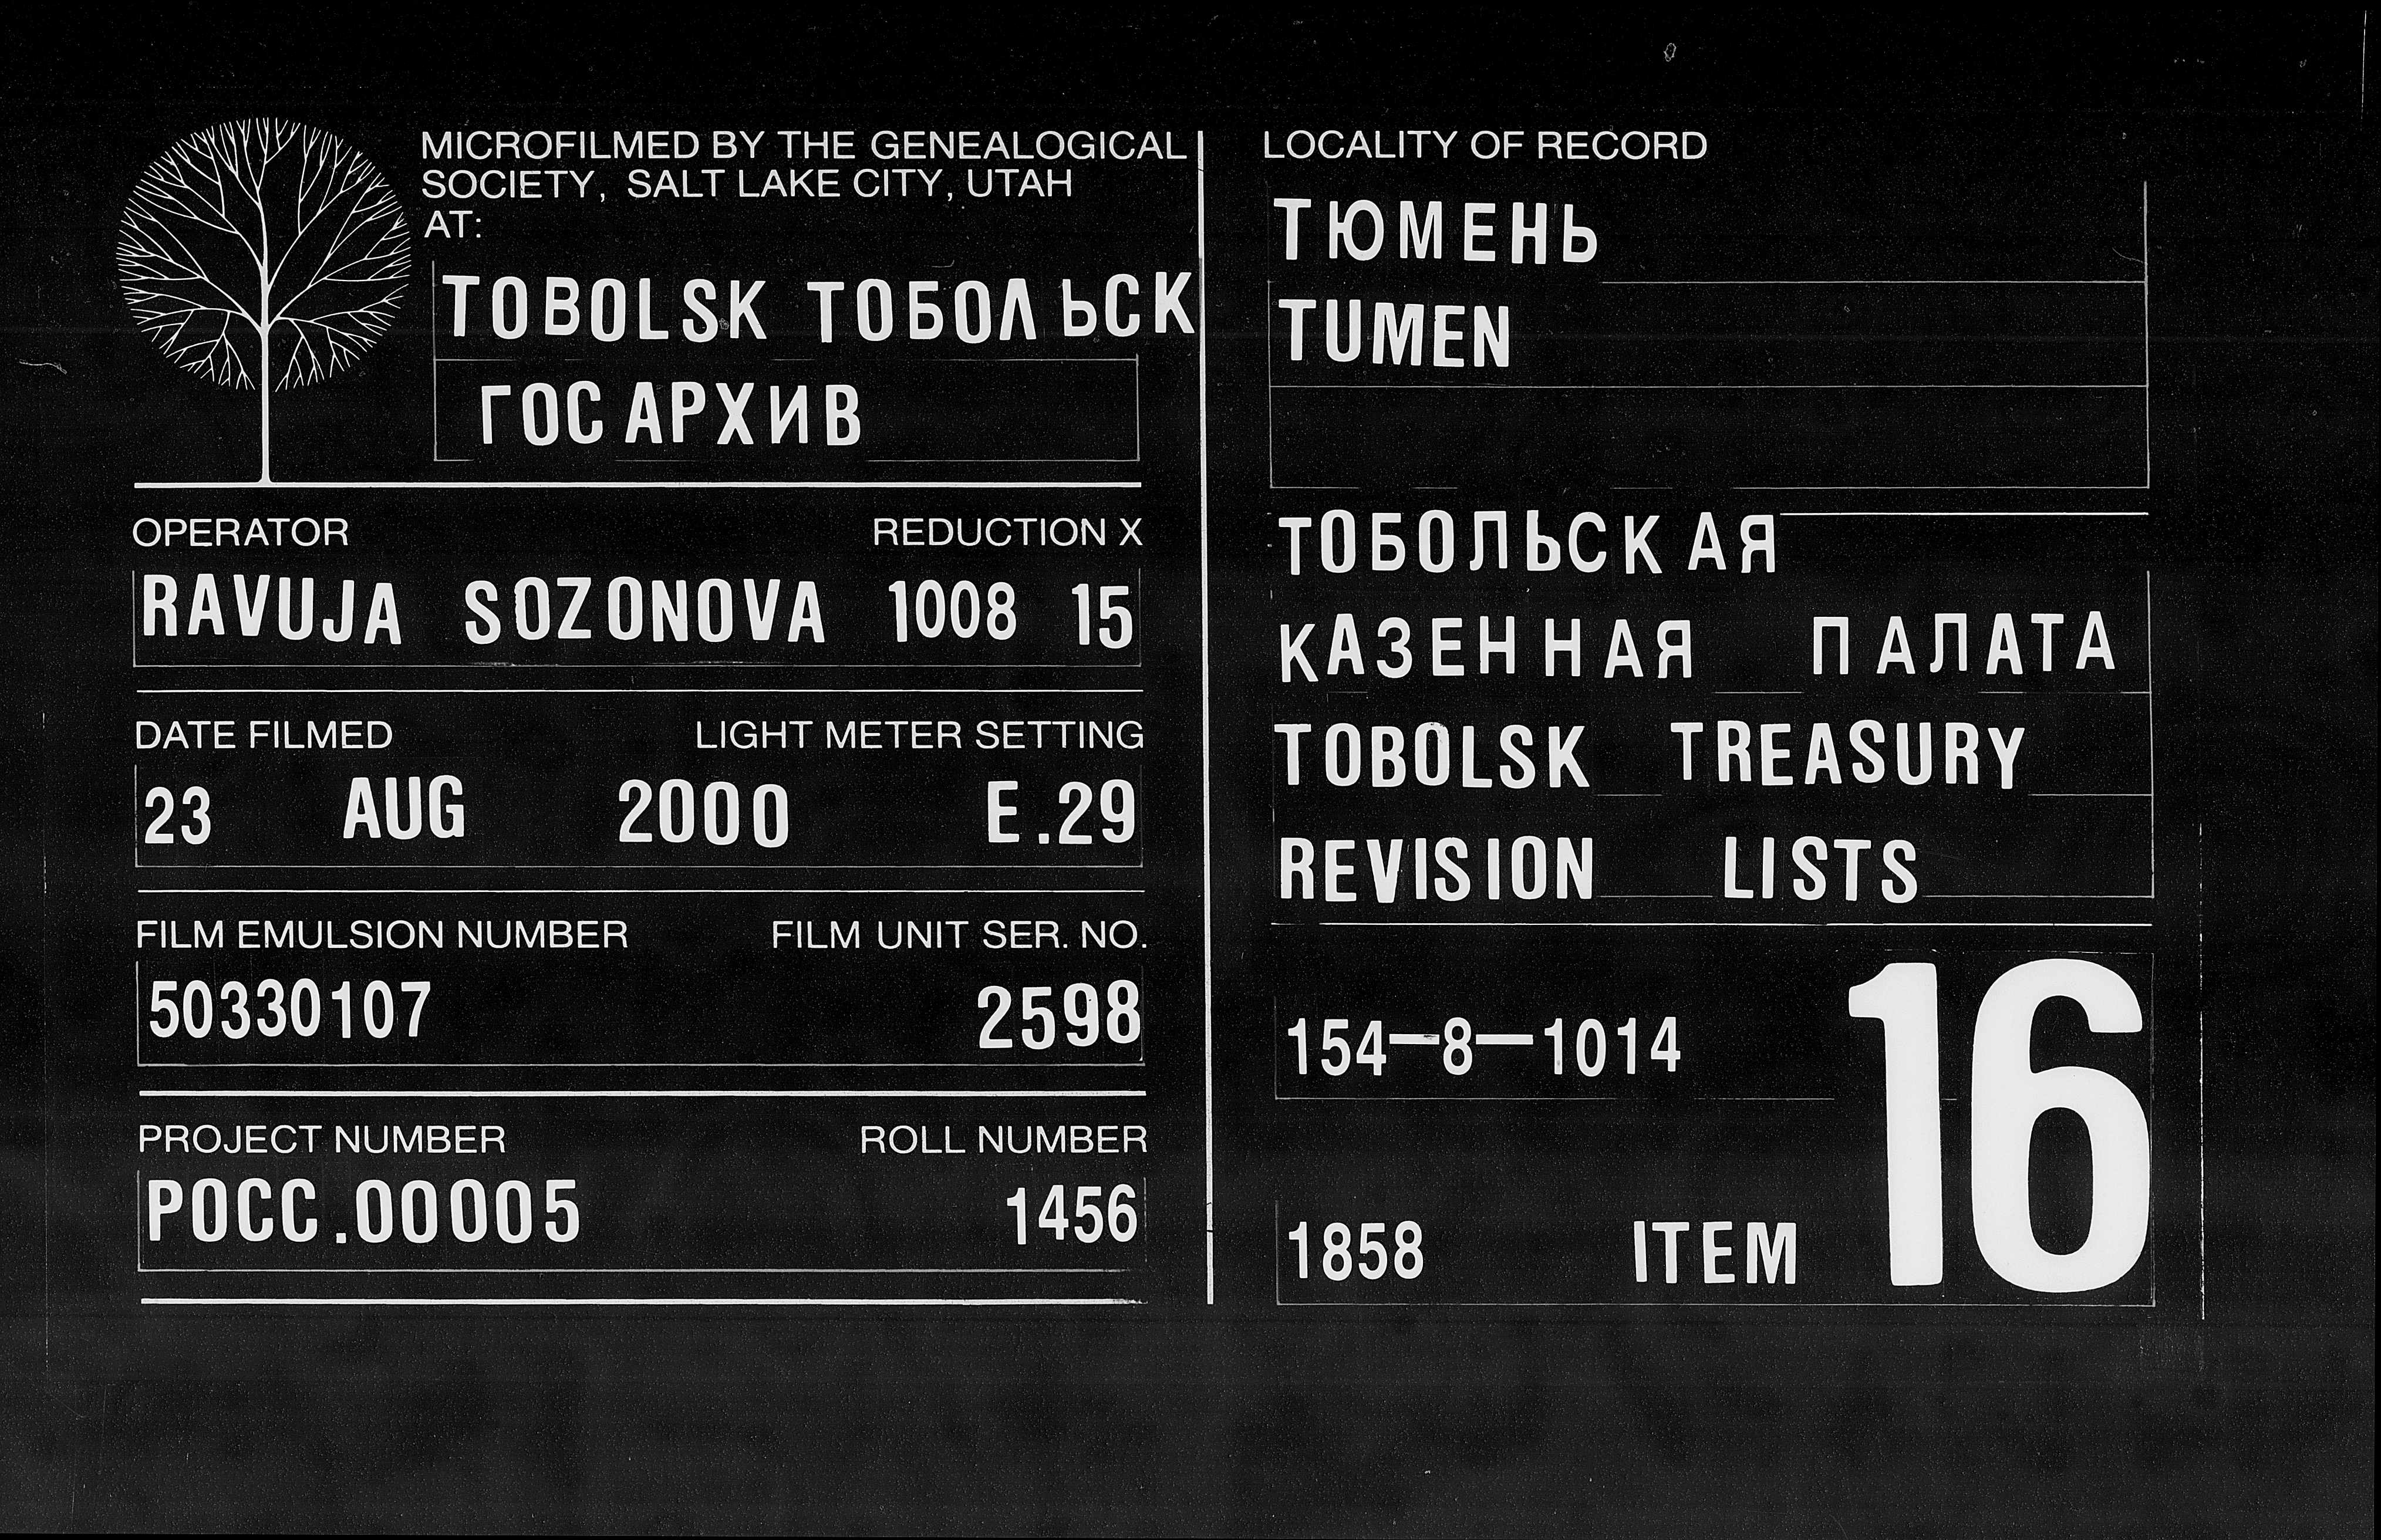 MICROFILMED BY THE GENEALOGICAL
SOCIETY, SALT LAKE CITY, UTAH
AT:
TOBOLSK ТОБОЛЬСК
ГОСАРХИВ
OPERATOR REDUCTION X
RAVUJA SOZONOVA 1008 15
DATE FILMED LIGHT METER SETTING
23 AUG 2000 E.29
FILM EMULSION NUMBER FILM UNIT SER. NO.
50330107 2598
PROJECT NUMBER ROLL NUMBER
РОСС.00005 1456
LOCALITY OF RECORD
ТЮМЕНЬ
TUMEN
ТОБОЛЬСКАЯ
КАЗЕННАЯ ПАЛАТА
TOBOLSK TREASURY
REVISION LISTS
154-8-1014
1858 ITEM 16